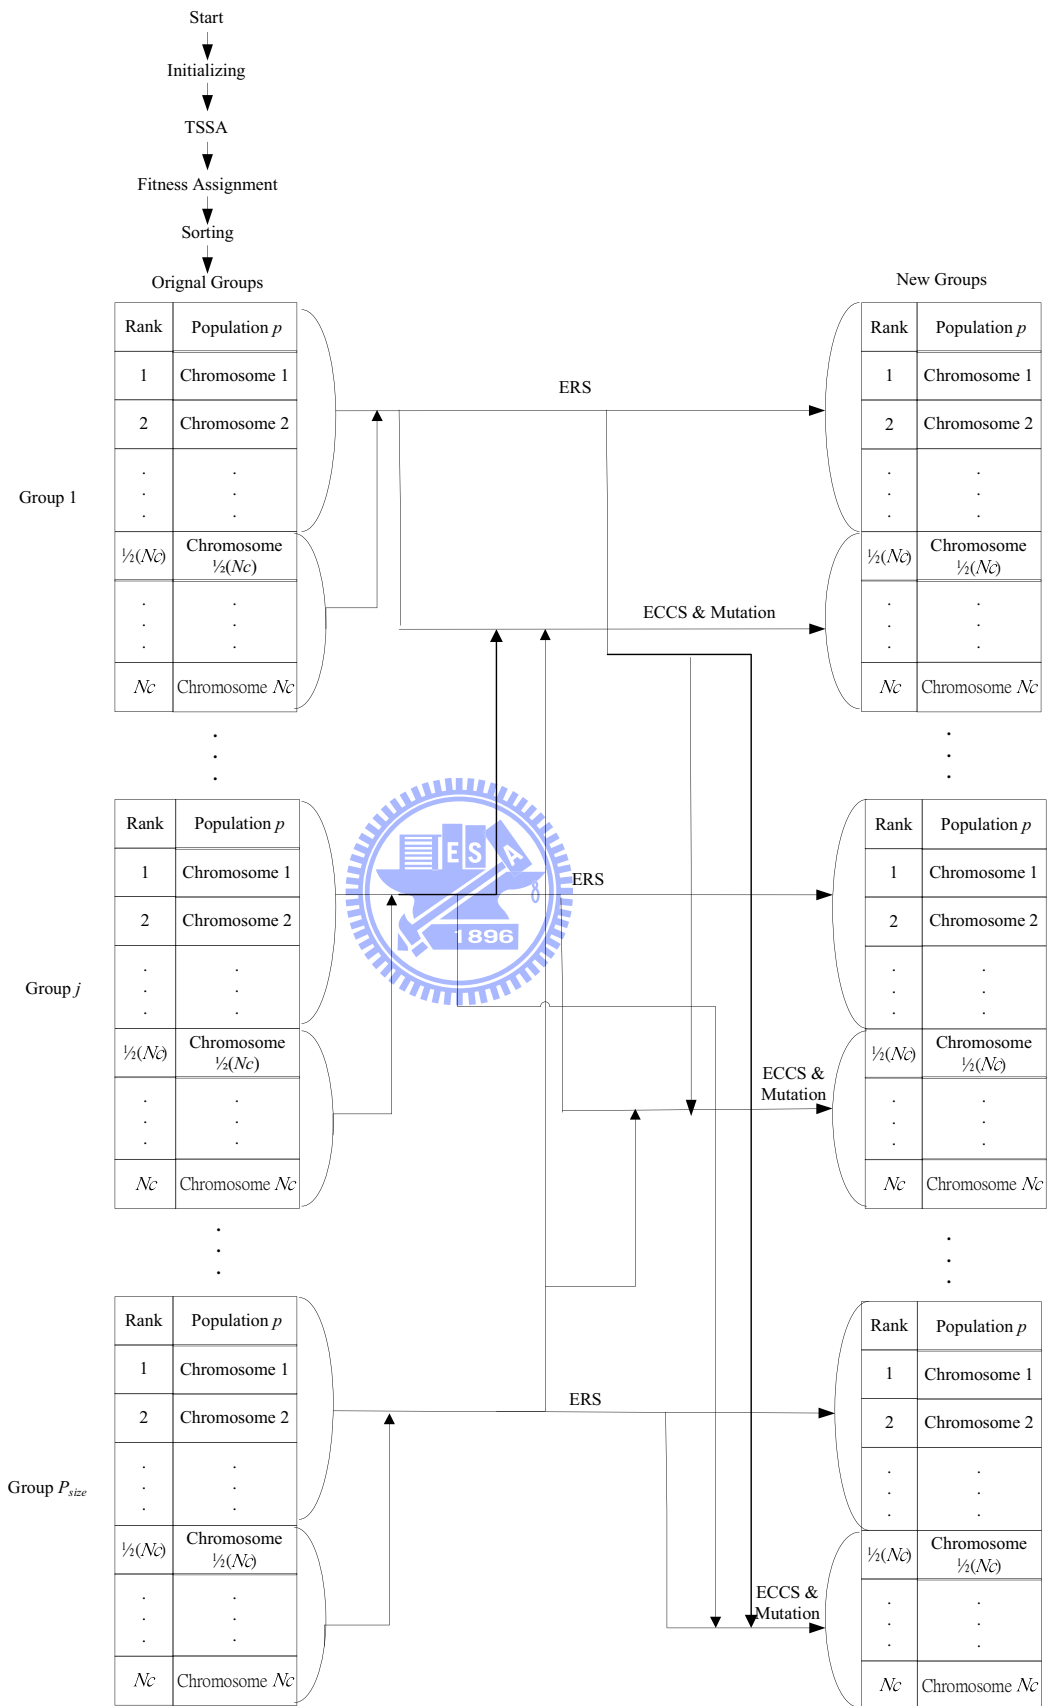 Start
Initializing
TSSA
Fitness Assignment
Sorting
Orignal Groups
New Groups
Rank Population p
1 Chromosome 1
2 Chromosome 2
. .
. .
. .
½(Nc) Chromosome
½(Nc)
. .
. .
. .
Nc Chromosome Nc
Group 1
ERS
ECCS & Mutation
Rank Population p
1 Chromosome 1
2 Chromosome 2
. .
. .
. .
½(Nc) Chromosome
½(Nc)
. .
. .
. .
Nc Chromosome Nc
.
.
.
.
.
.
Rank Population p
1 Chromosome 1
2 Chromosome 2
. .
. .
. .
½(Nc) Chromosome
½(Nc)
. .
. .
. .
Nc Chromosome Nc
Group j
E S A
1896
ERS
ECCS &
Mutation
Rank Population p
1 Chromosome 1
2 Chromosome 2
. .
. .
. .
½(Nc) Chromosome
½(Nc)
. .
. .
. .
Nc Chromosome Nc
.
.
.
.
.
.
Rank Population p
1 Chromosome 1
2 Chromosome 2
. .
. .
. .
½(Nc) Chromosome
½(Nc)
. .
. .
. .
Nc Chromosome Nc
Group Psize
ERS
ECCS &
Mutation
Rank Population p
1 Chromosome 1
2 Chromosome 2
. .
. .
. .
½(Nc) Chromosome
½(Nc)
. .
. .
. .
Nc Chromosome Nc